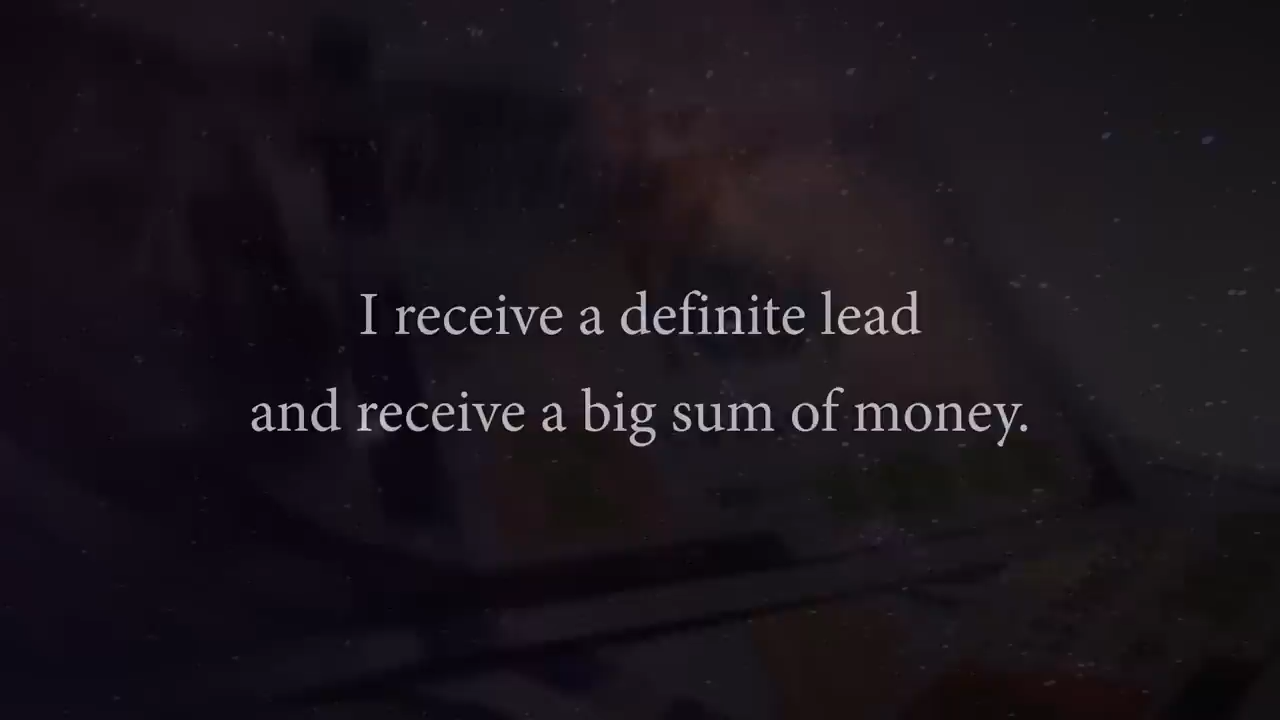 I receive a definite lead
and receive a big sum of money.